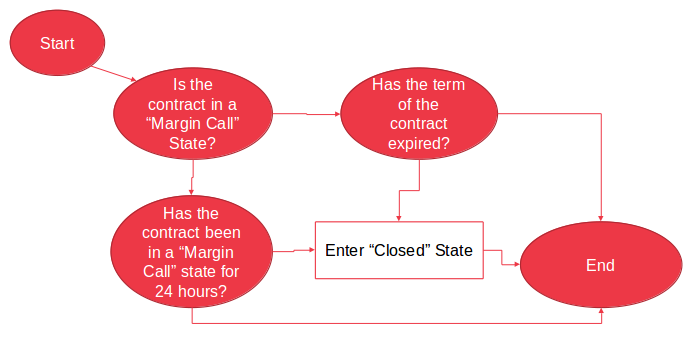 Start
Is the
contract in a
“Margin Call”
State?
Has the term
of the
contract
expired?
Has the
contract been
in a “Margin
Call” state for
24 hours?
Enter “Closed” State
End